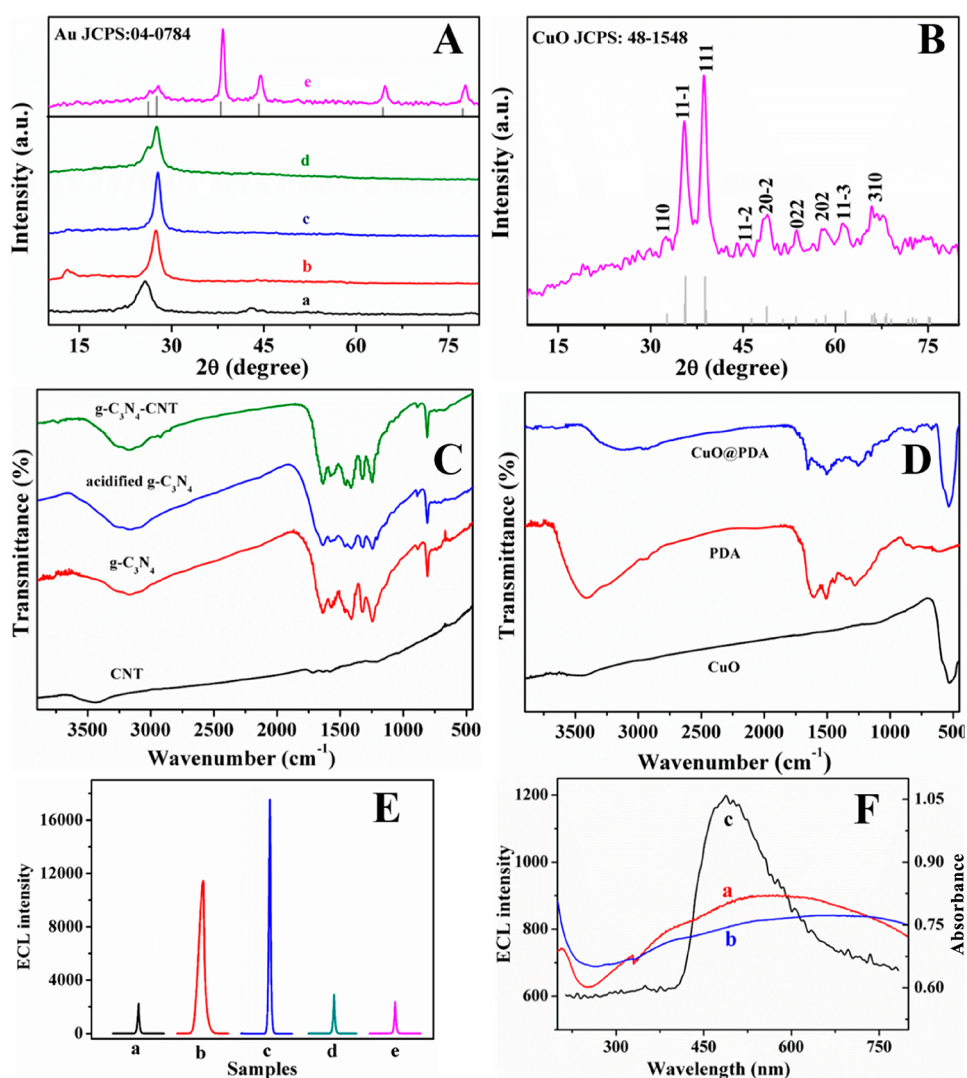 Au JCPS:04-0784
A
e
d
c
b
a
Intensity (a.u.)
15 30 45 60 75
2θ (degree)
CuO JCPS: 48-1548
B
110
11-1
111
11-2
20-2
022
202
11-3
310
Intensity (a.u.)
15 30 45 60 75
2θ (degree)
g-C₃N₄-CNT
C
acidified g-C₃N₄
g-C₃N₄
CNT
Transmittance (%)
3500 3000 2500 2000 1500 1000 500
Wavenumber (cm⁻¹)
CuO@PDA
D
PDA
CuO
Transmittance (%)
3500 3000 2500 2000 1500 1000 500
Wavenumber (cm⁻¹)
E
16000
12000
8000
4000
0
ECL intensity
a b c d e
Samples
F
c
a
b
1200
1000
800
600
ECL intensity
1.05
0.90
0.75
0.60
Absorbance
300 450 600 750
Wavelength (nm)